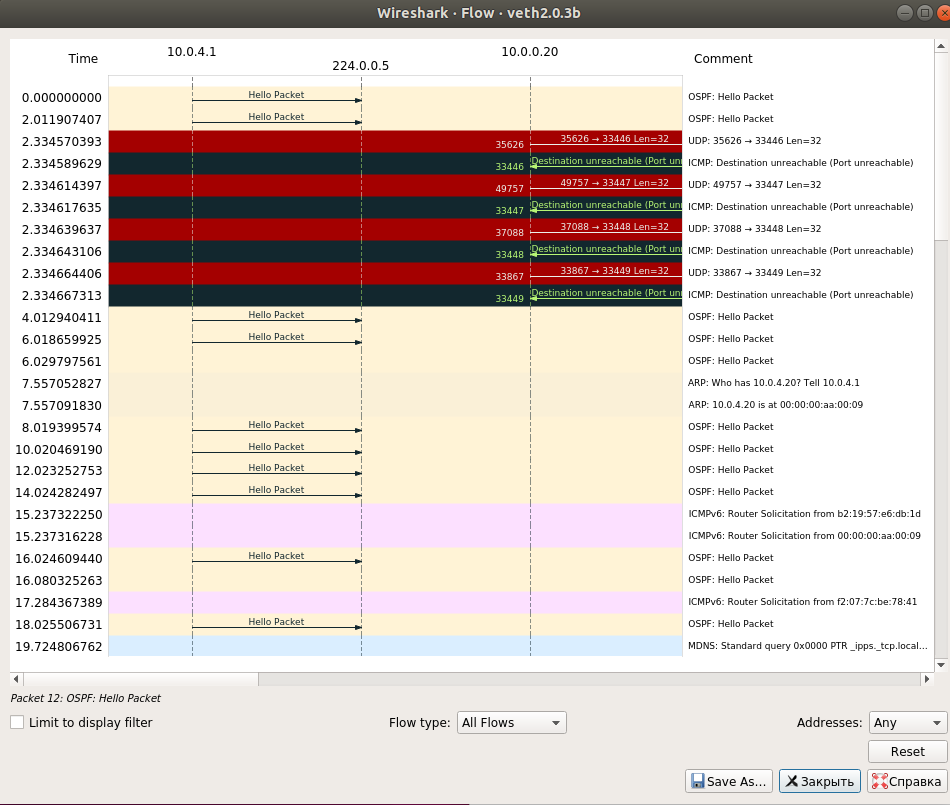 Wireshark · Flow · veth2.0.3b
Time 10.0.4.1 224.0.0.5 10.0.0.20 Comment
0.000000000 Hello Packet OSPF: Hello Packet
2.011907407 Hello Packet OSPF: Hello Packet
2.334570393 35626 35626 → 33446 Len=32 UDP: 35626 → 33446 Len=32
2.334589629 33446 Destination unreachable (Port un ICMP: Destination unreachable (Port unreachable)
2.334614397 49757 49757 → 33447 Len=32 UDP: 49757 → 33447 Len=32
2.334617635 33447 Destination unreachable (Port un ICMP: Destination unreachable (Port unreachable)
2.334639637 37088 37088 → 33448 Len=32 UDP: 37088 → 33448 Len=32
2.334643106 33448 Destination unreachable (Port un ICMP: Destination unreachable (Port unreachable)
2.334664406 33867 33867 → 33449 Len=32 UDP: 33867 → 33449 Len=32
2.334667313 33449 Destination unreachable (Port un ICMP: Destination unreachable (Port unreachable)
4.012940411 Hello Packet OSPF: Hello Packet
6.018659925 Hello Packet OSPF: Hello Packet
6.029797561 OSPF: Hello Packet
7.557052827 ARP: Who has 10.0.4.20? Tell 10.0.4.1
7.557091830 ARP: 10.0.4.20 is at 00:00:00:aa:00:09
8.019399574 Hello Packet OSPF: Hello Packet
10.020469190 Hello Packet OSPF: Hello Packet
12.023252753 Hello Packet OSPF: Hello Packet
14.024282497 Hello Packet OSPF: Hello Packet
15.237322250 ICMPv6: Router Solicitation from b2:19:57:e6:db:1d
15.237316228 ICMPv6: Router Solicitation from 00:00:00:aa:00:09
16.024609440 Hello Packet OSPF: Hello Packet
16.080325263 OSPF: Hello Packet
17.284367389 ICMPv6: Router Solicitation from f2:07:7c:be:78:41
18.025506731 Hello Packet OSPF: Hello Packet
19.724806762 MDNS: Standard query 0x0000 PTR _ipps._tcp.local...
Packet 12: OSPF: Hello Packet
Limit to display filter Flow type: All Flows Addresses: Any
Reset
Save As... Закрыть Справка